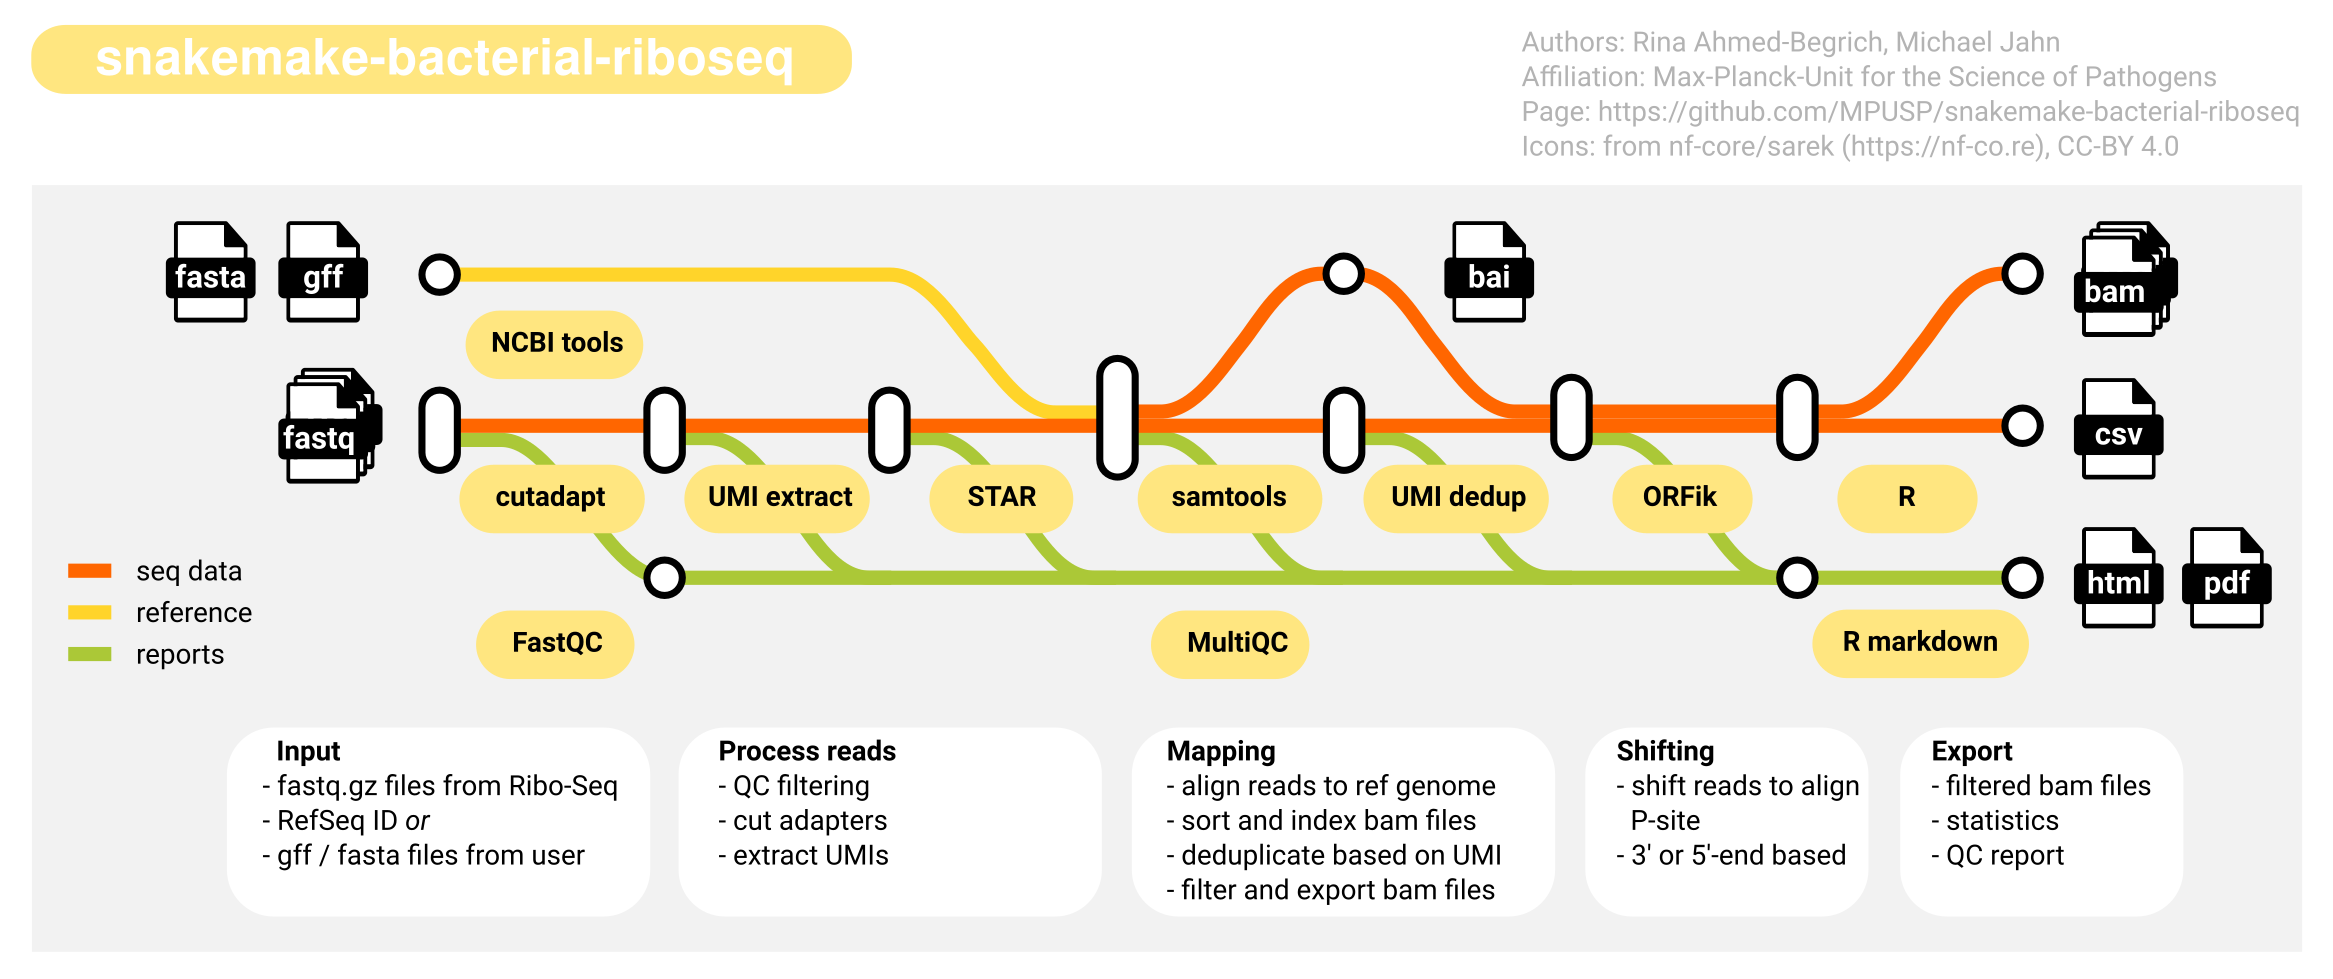 snakemake-bacterial-riboseq
Authors: Rina Ahmed-Begrich, Michael Jahn
Affiliation: Max-Planck-Unit for the Science of Pathogens
Page: https://github.com/MPUSP/snakemake-bacterial-riboseq
Icons: from nf-core/sarek (https://nf-co.re), CC-BY 4.0
fasta
gff
bai
bam
NCBI tools
fastq
csv
cutadapt
UMI extract
STAR
samtools
UMI dedup
ORFik
R
seq data
reference
reports
html
pdf
FastQC
MultiQC
R markdown
Input
- fastq.gz files from Ribo-Seq
- RefSeq ID or
- gff / fasta files from user
Process reads
- QC filtering
- cut adapters
- extract UMIs
Mapping
- align reads to ref genome
- sort and index bam files
- deduplicate based on UMI
- filter and export bam files
Shifting
- shift reads to align
P-site
- 3' or 5'-end based
Export
- filtered bam files
- statistics
- QC report